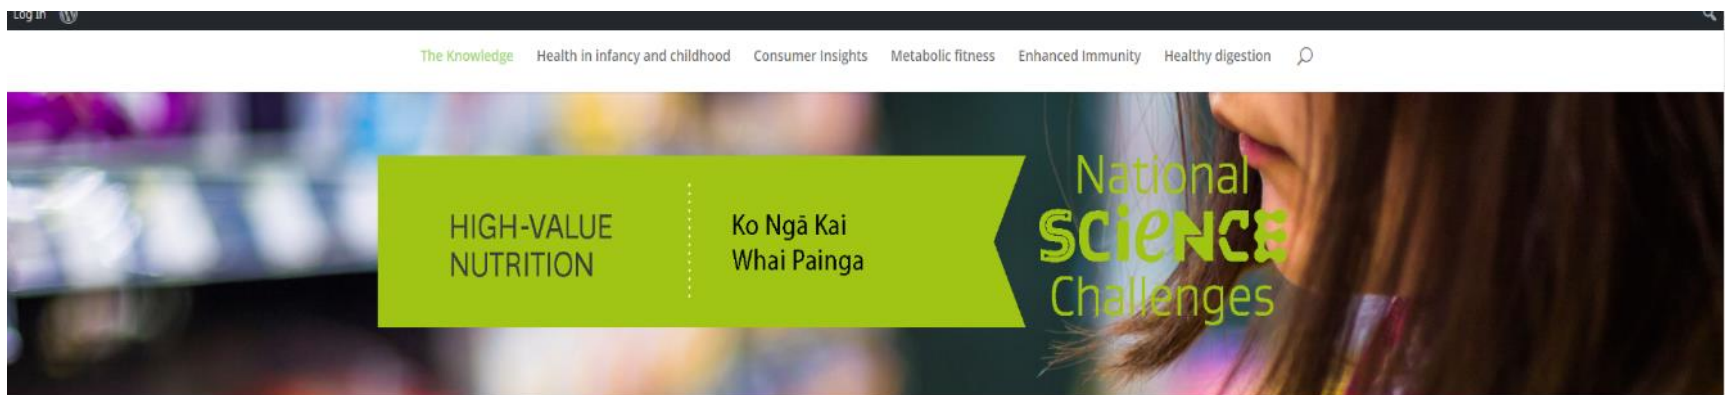 Log In
The Knowledge Health in infancy and childhood Consumer Insights Metabolic fitness Enhanced Immunity Healthy digestion
HIGH-VALUE
NUTRITION
Ko Ngā Kai
Whai Painga
National
SCieNCE
Challenges